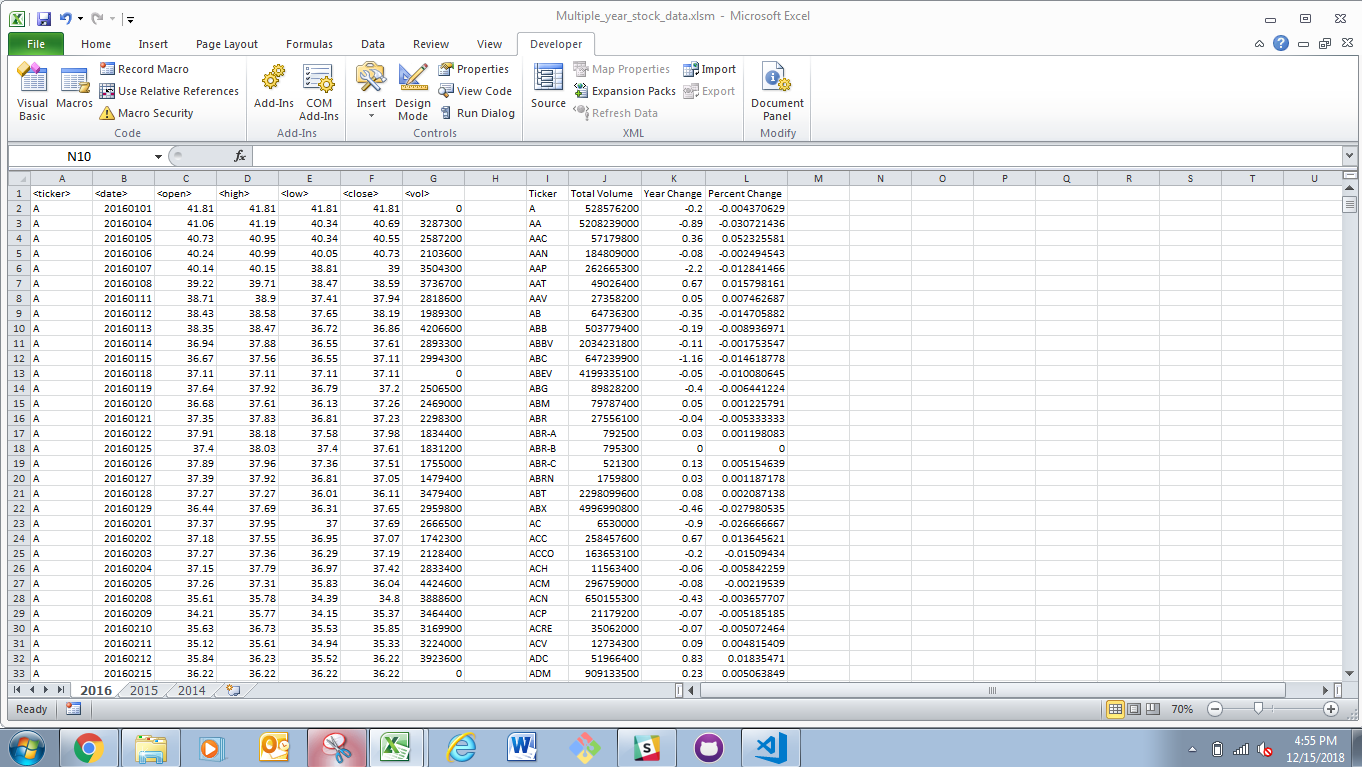 Multiple_year_stock_data.xlsm - Microsoft Excel
File Home Insert Page Layout Formulas Data Review View Developer
Visual Basic
Macros
Record Macro
Use Relative References
Macro Security
Code
Add-Ins
COM Add-Ins
Add-Ins
Insert
Design Mode
Properties
View Code
Run Dialog
Controls
Source
Map Properties
Expansion Packs
Refresh Data
Import
Export
XML
Document Panel
Modify
N10 fx
A B C D E F G H I J K L M N O P Q R S T U
1 <ticker> <date> <open> <high> <low> <close> <vol> Ticker Total Volume Year Change Percent Change
2 A 20160101 41.81 41.81 41.81 41.81 0 A 528576200 -0.2 -0.004370629
3 A 20160104 41.06 41.19 40.34 40.69 3287300 AA 5208239000 -0.89 -0.030721436
4 A 20160105 40.73 40.95 40.34 40.55 2587200 AAC 57179800 0.36 0.052325581
5 A 20160106 40.24 40.99 40.05 40.73 2103600 AAN 184809000 -0.08 -0.002494543
6 A 20160107 40.14 40.15 38.81 39 3504300 AAP 262665300 -2.2 -0.012841466
7 A 20160108 39.22 39.71 38.47 38.59 3736700 AAT 49026400 0.67 0.015798161
8 A 20160111 38.71 38.9 37.41 37.94 2818600 AAV 27358200 0.05 0.007462687
9 A 20160112 38.43 38.58 37.65 38.19 1989300 AB 64736300 -0.35 -0.014705882
10 A 20160113 38.35 38.47 36.72 36.86 4206600 ABB 503779400 -0.19 -0.008936971
11 A 20160114 36.94 37.88 36.55 37.61 2893300 ABBV 2034231800 -0.11 -0.001753547
12 A 20160115 36.67 37.56 36.55 37.11 2994300 ABC 647239900 -1.16 -0.014618778
13 A 20160118 37.11 37.11 37.11 37.11 0 ABEV 4199335100 -0.05 -0.010080645
14 A 20160119 37.64 37.92 36.79 37.2 2506500 ABG 89828200 -0.4 -0.006441224
15 A 20160120 36.68 37.61 36.13 37.26 2469000 ABM 79787400 0.05 0.001225791
16 A 20160121 37.35 37.83 36.81 37.23 2298300 ABR 27556100 -0.04 -0.005333333
17 A 20160122 37.91 38.18 37.58 37.98 1834400 ABR-A 792500 0.03 0.001198083
18 A 20160125 37.4 38.03 37.4 37.61 1831200 ABR-B 795300 0 0
19 A 20160126 37.89 37.96 37.36 37.51 1755000 ABR-C 521300 0.13 0.005154639
20 A 20160127 37.39 37.92 36.81 37.05 1479400 ABRN 1759800 0.03 0.001187178
21 A 20160128 37.27 37.27 36.01 36.11 3479400 ABT 2298099600 0.08 0.002087138
22 A 20160129 36.44 37.69 36.31 37.65 2959800 ABX 4996990800 -0.46 -0.027980535
23 A 20160201 37.37 37.95 37 37.69 2666500 AC 6530000 -0.9 -0.026666667
24 A 20160202 37.18 37.55 36.95 37.07 1742300 ACC 258457600 0.67 0.013645621
25 A 20160203 37.27 37.36 36.29 37.19 2128400 ACCO 163653100 -0.2 -0.01509434
26 A 20160204 37.15 37.79 36.97 37.42 2833400 ACH 11563400 -0.06 -0.005842259
27 A 20160205 37.26 37.31 35.83 36.04 4424600 ACM 296759000 -0.08 -0.00219539
28 A 20160208 35.61 35.78 34.39 34.8 3888600 ACN 650155300 -0.43 -0.003657707
29 A 20160209 34.21 35.77 34.15 35.37 3464400 ACP 21179200 -0.07 -0.005185185
30 A 20160210 35.63 36.73 35.53 35.85 3169900 ACRE 35062000 -0.07 -0.005072464
31 A 20160211 35.12 35.61 34.94 35.33 3224000 ACV 12734300 0.09 0.004815409
32 A 20160212 35.84 36.23 35.52 36.22 3923600 ADC 51966400 0.83 0.01835471
33 A 20160215 36.22 36.22 36.22 36.22 0 ADM 909133500 0.23 0.005063849
2016 2015 2014
Ready 70%
4:55 PM
12/15/2018